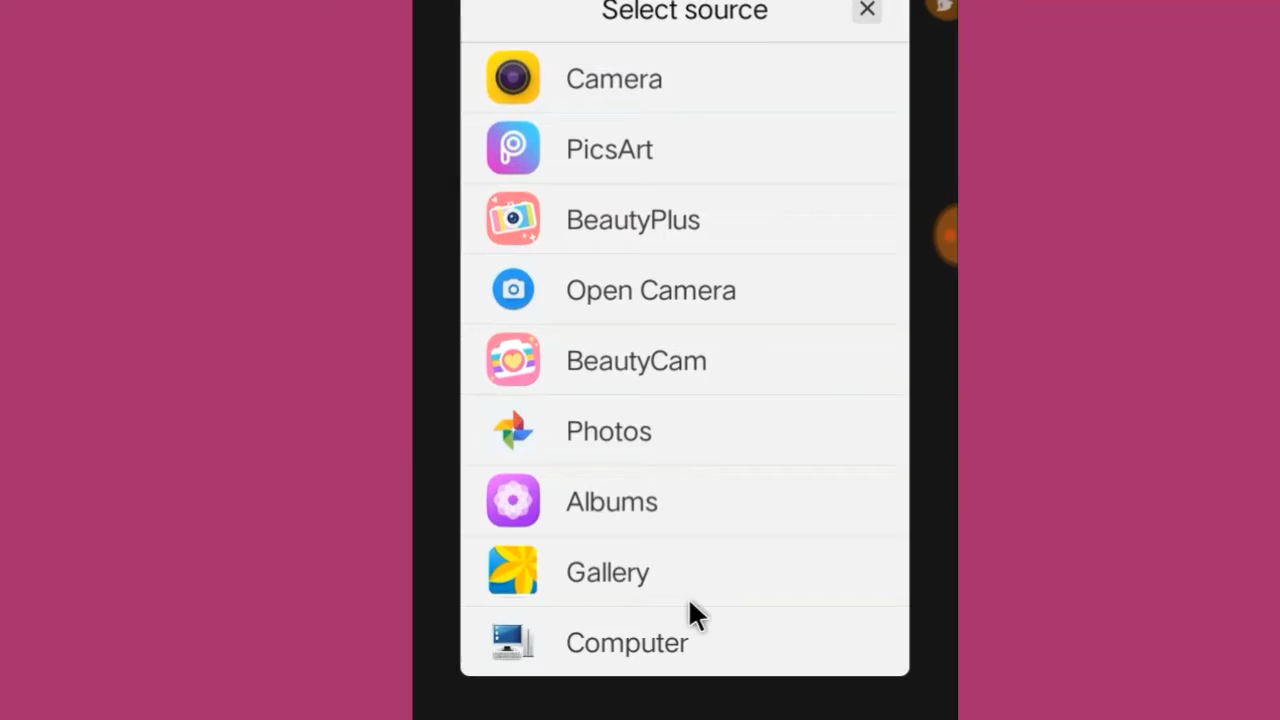 Select source
Camera
PicsArt
BeautyPlus
Open Camera
BeautyCam
Photos
Albums
Gallery
Computer